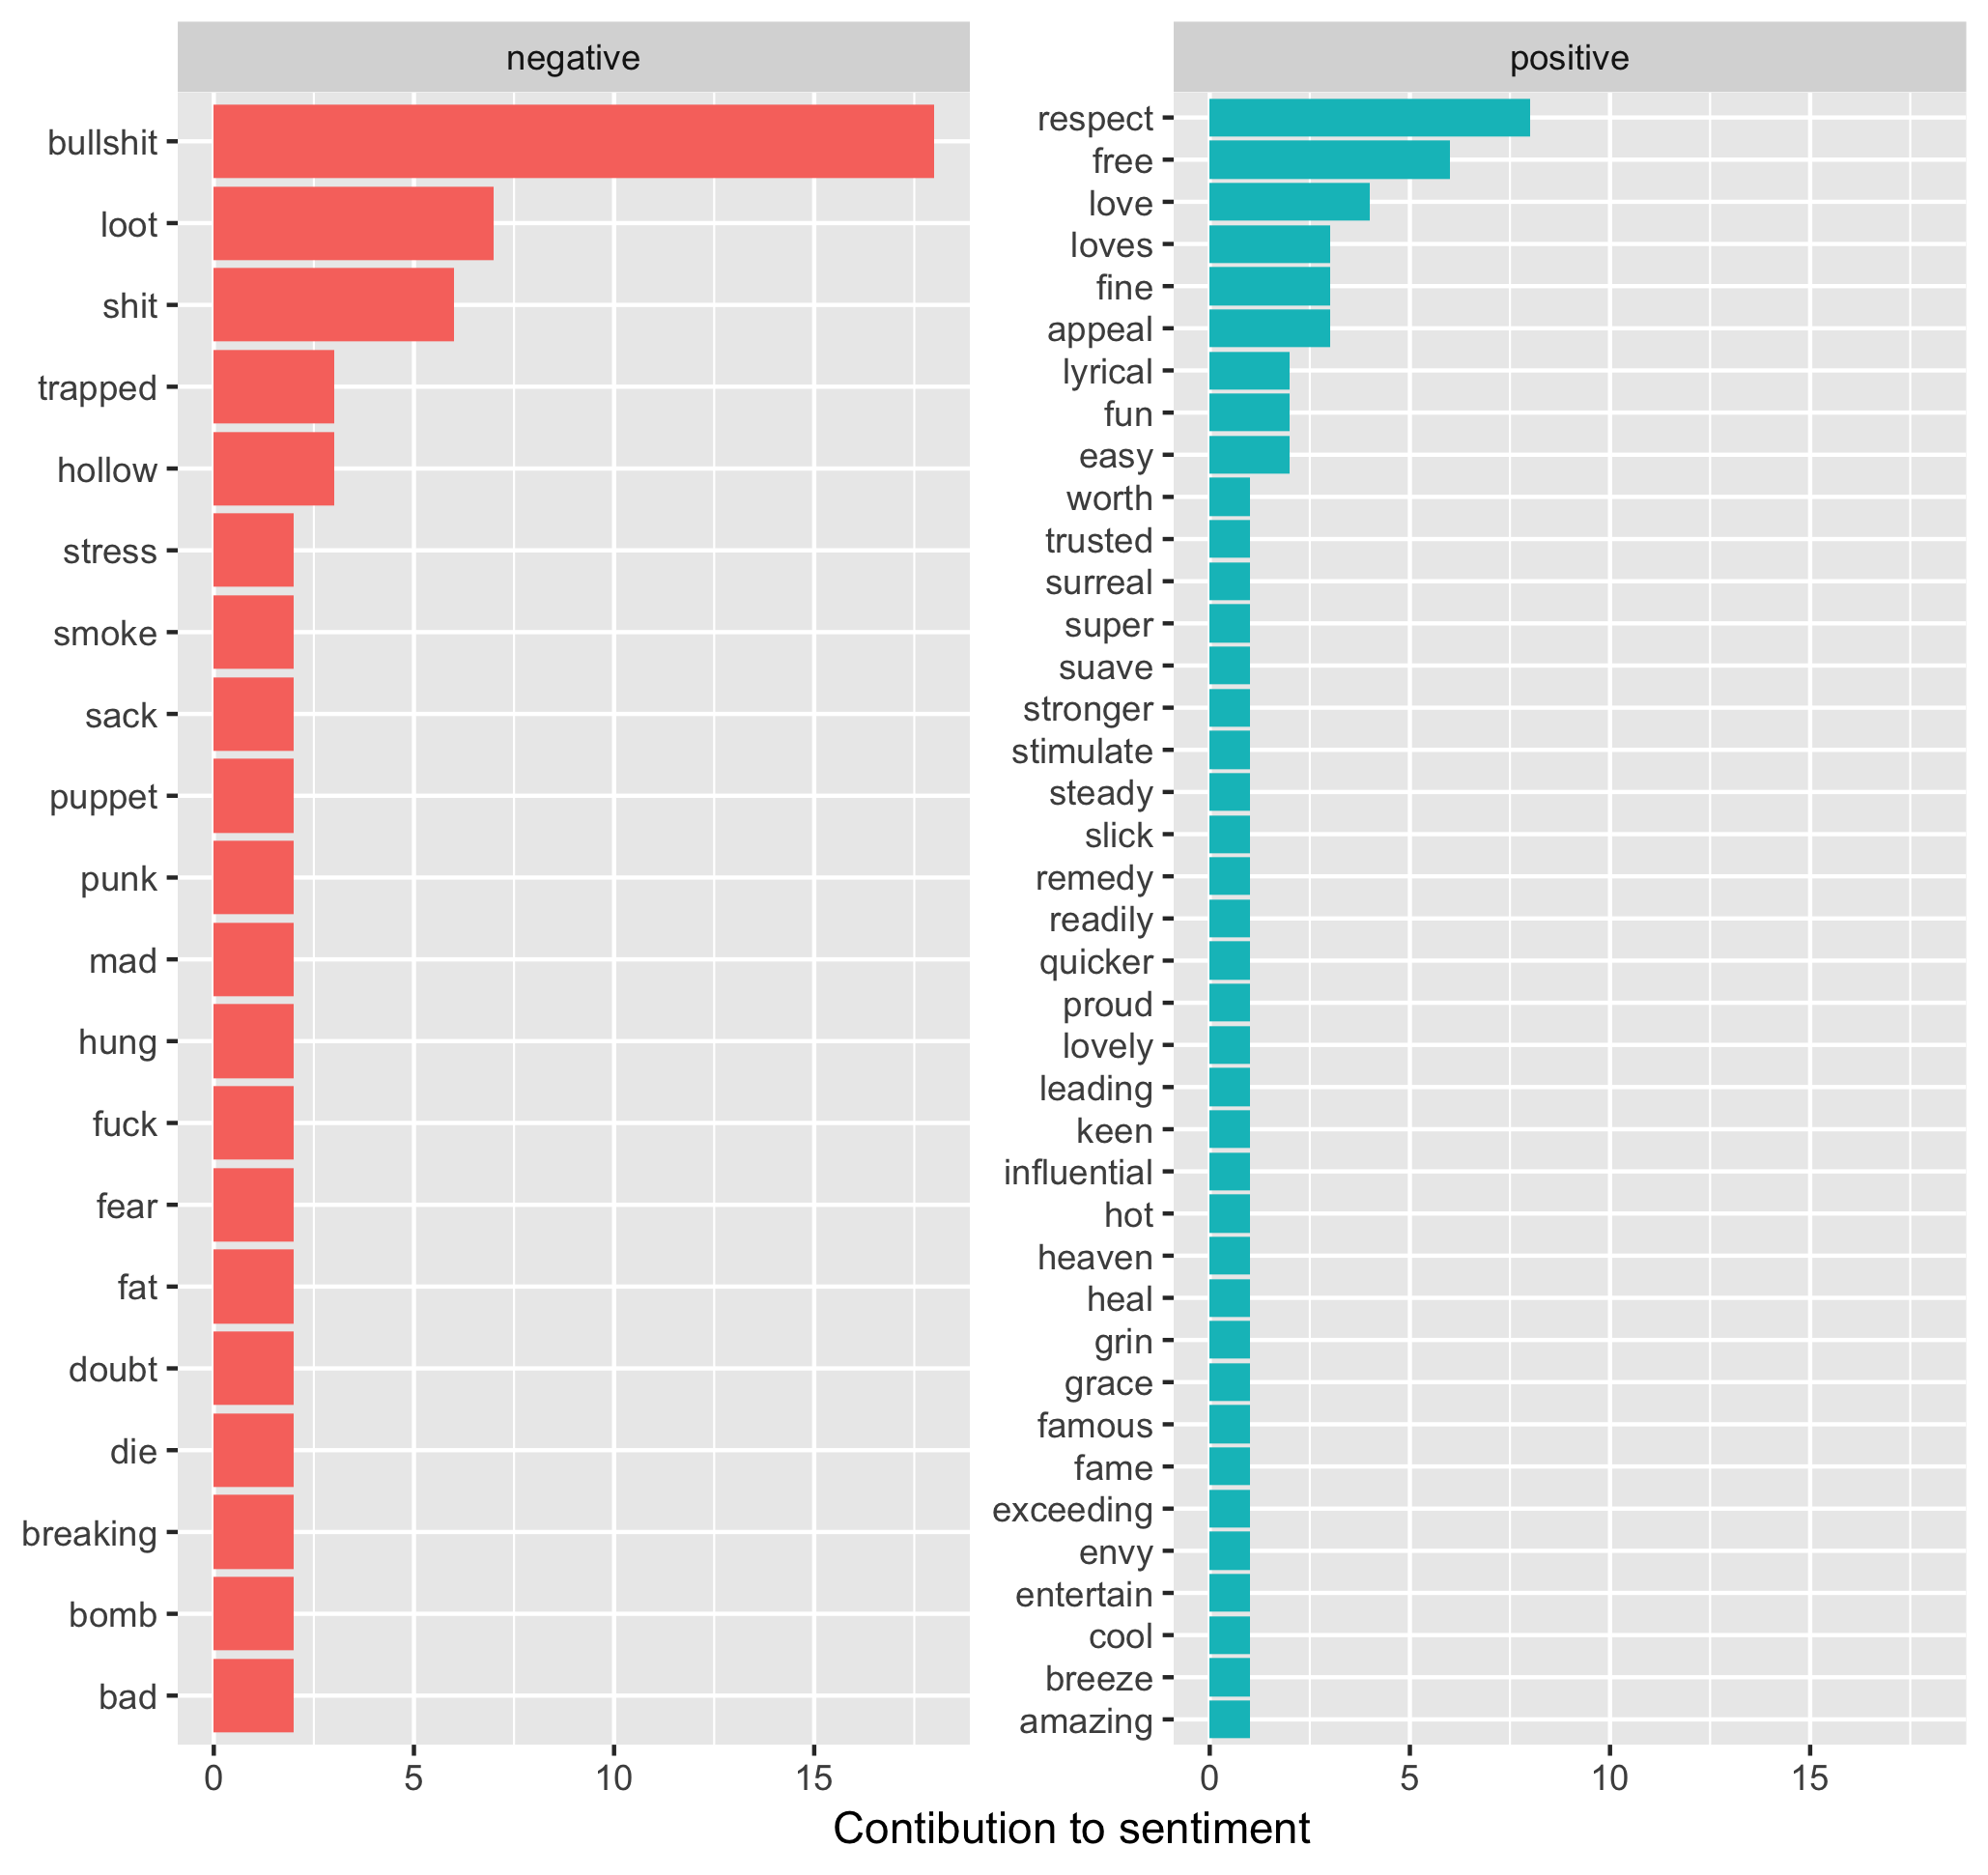 negative
bullshit
loot
shit
trapped
hollow
stress
smoke
sack
puppet
punk
mad
hung
fuck
fear
fat
doubt
die
breaking
bomb
bad
0 5 10 15
positive
respect
free
love
loves
fine
appeal
lyrical
fun
easy
worth
trusted
surreal
super
suave
stronger
stimulate
steady
slick
remedy
readily
quicker
proud
lovely
leading
keen
influential
hot
heaven
heal
grin
grace
famous
fame
exceeding
envy
entertain
cool
breeze
amazing
0 5 10 15
Contibution to sentiment